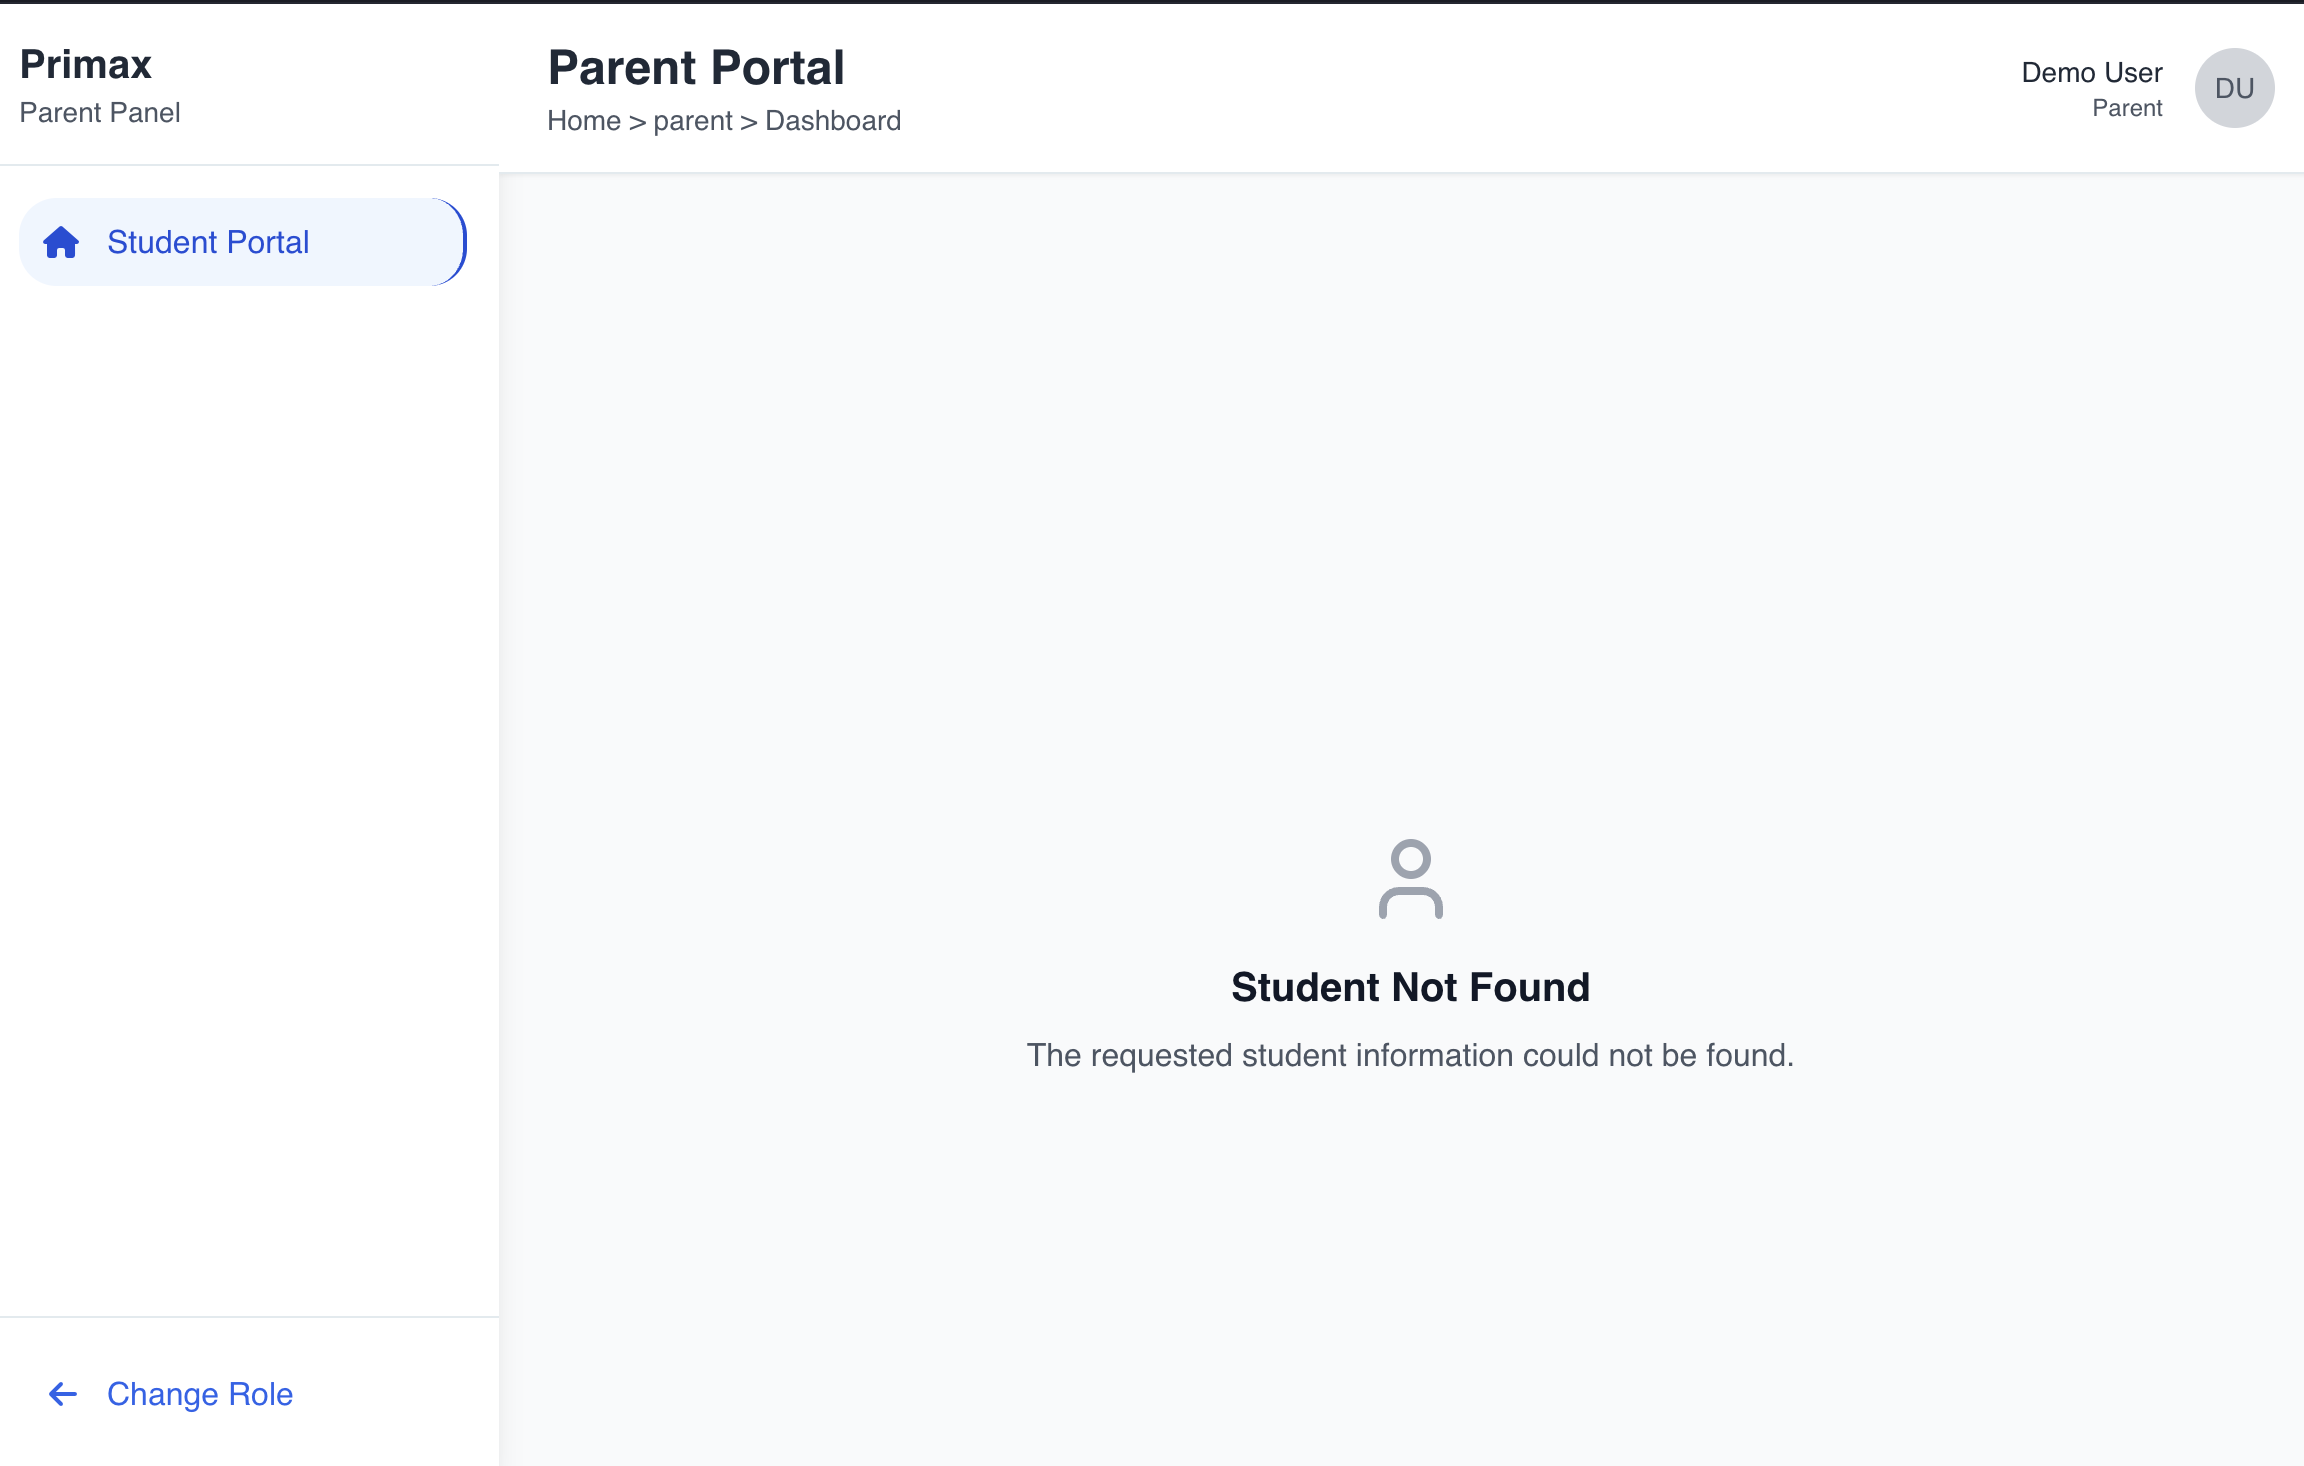 Primax
Parent Panel
Student Portal
Change Role
Parent Portal
Home > parent > Dashboard
Demo User
Parent
DU
Student Not Found
The requested student information could not be found.